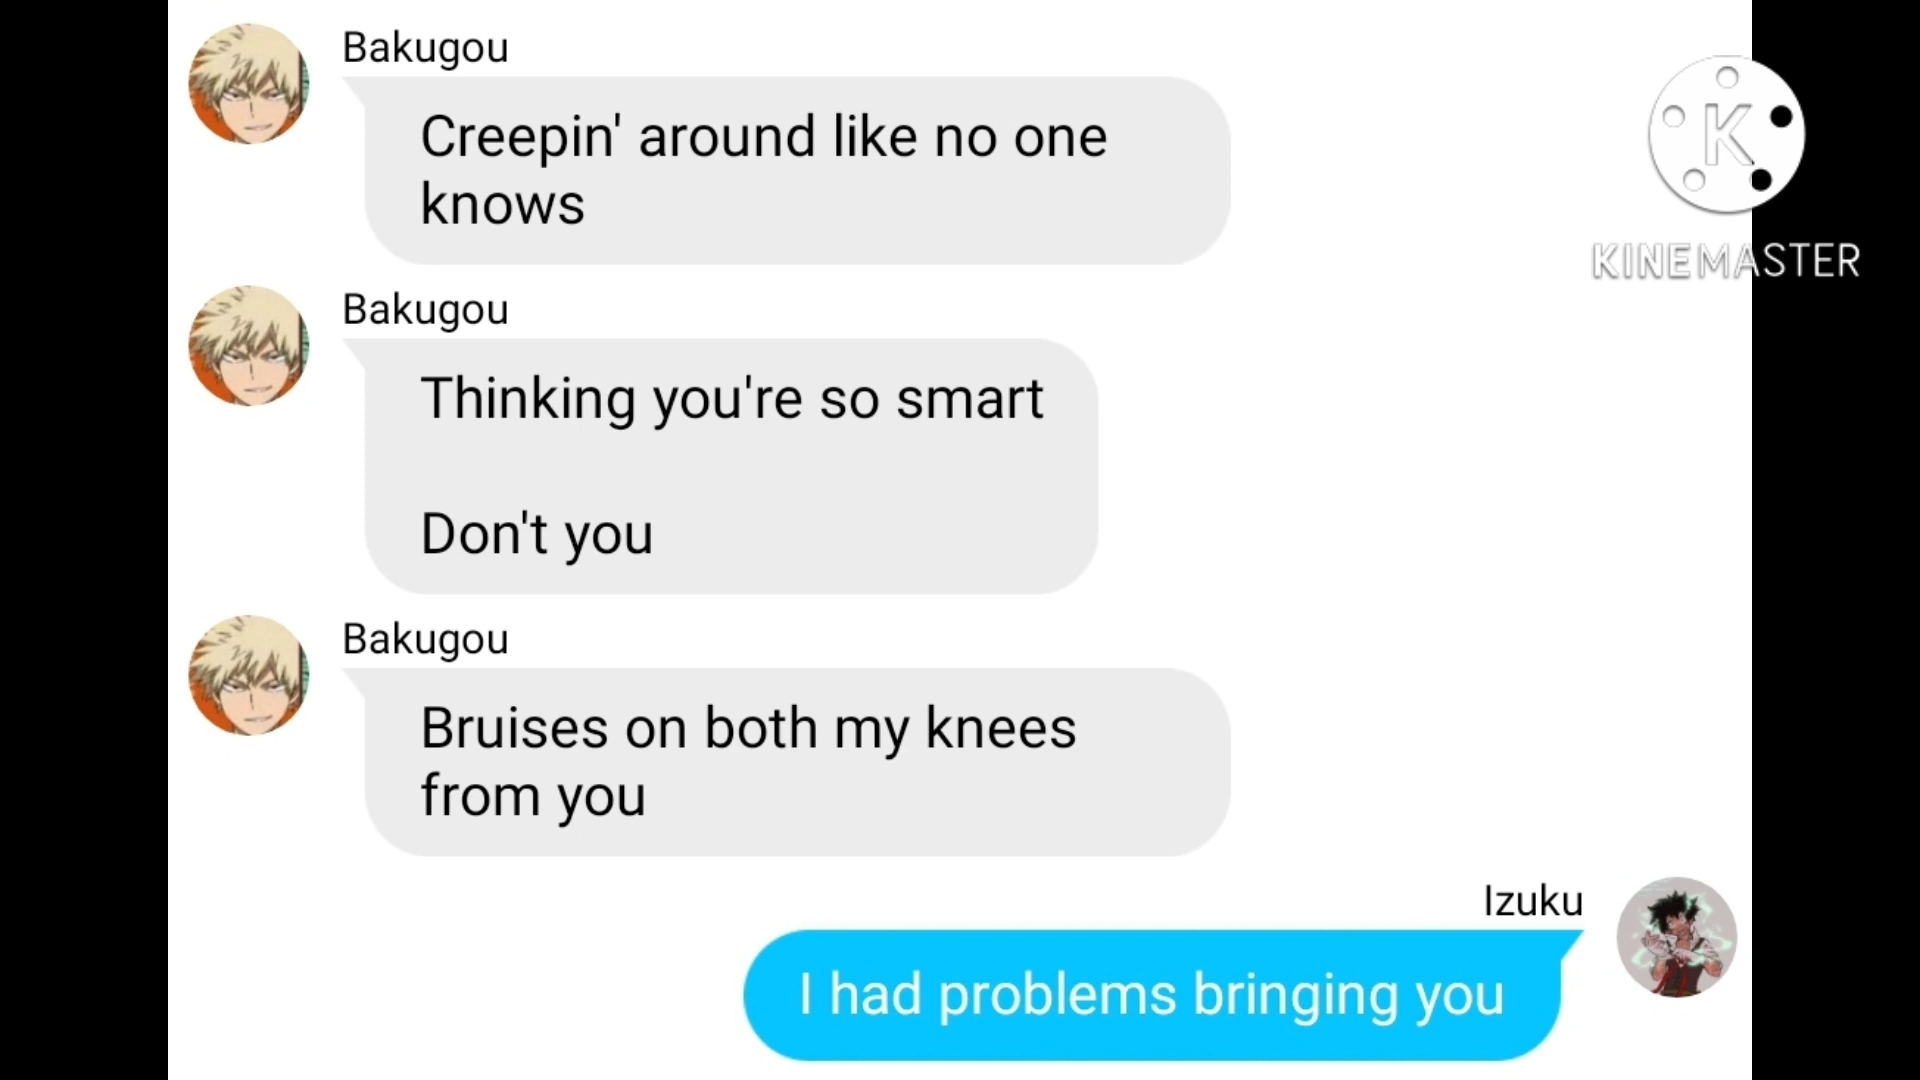 Bakugou
Creepin' around like no one
knows
K
KINEMASTER
Bakugou
Thinking you're so smart
Don't you
Bakugou
Bruises on both my knees
from you
Izuku
I had problems bringing you